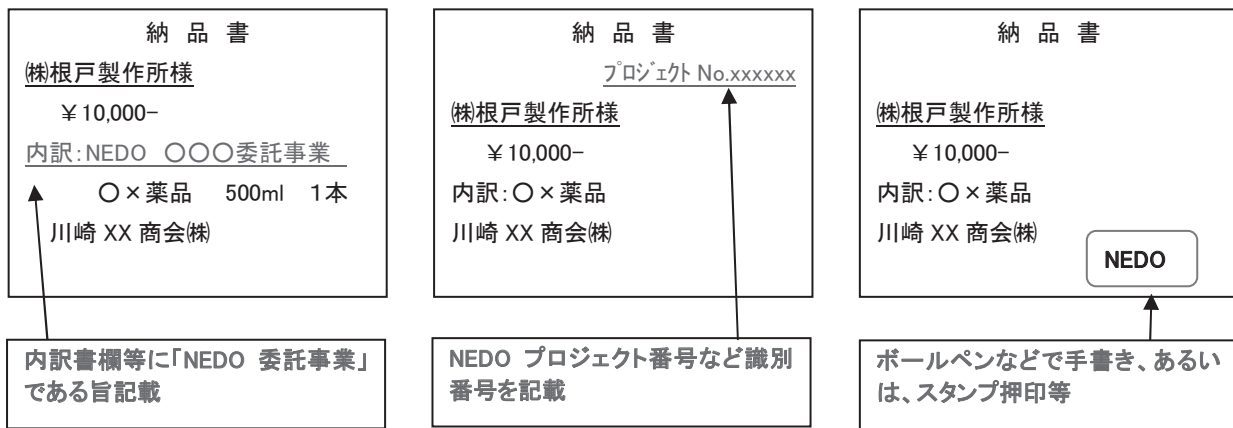 納 品 書
㈱根戸製作所様
￥10,000-
内訳:NEDO 〇〇〇委託事業
〇×薬品 500ml 1本
川崎 XX 商会㈱
内訳書欄等に「NEDO 委託事業」
である旨記載
納 品 書
ﾌﾟﾛｼﾞｪｸﾄ No.xxxxxx
㈱根戸製作所様
￥10,000-
内訳:〇×薬品
川崎 XX 商会㈱
NEDO プロジェクト番号など識別
番号を記載
納 品 書
㈱根戸製作所様
￥10,000-
内訳:〇×薬品
川崎 XX 商会㈱
NEDO
ボールペンなどで手書き、あるい
は、スタンプ押印等